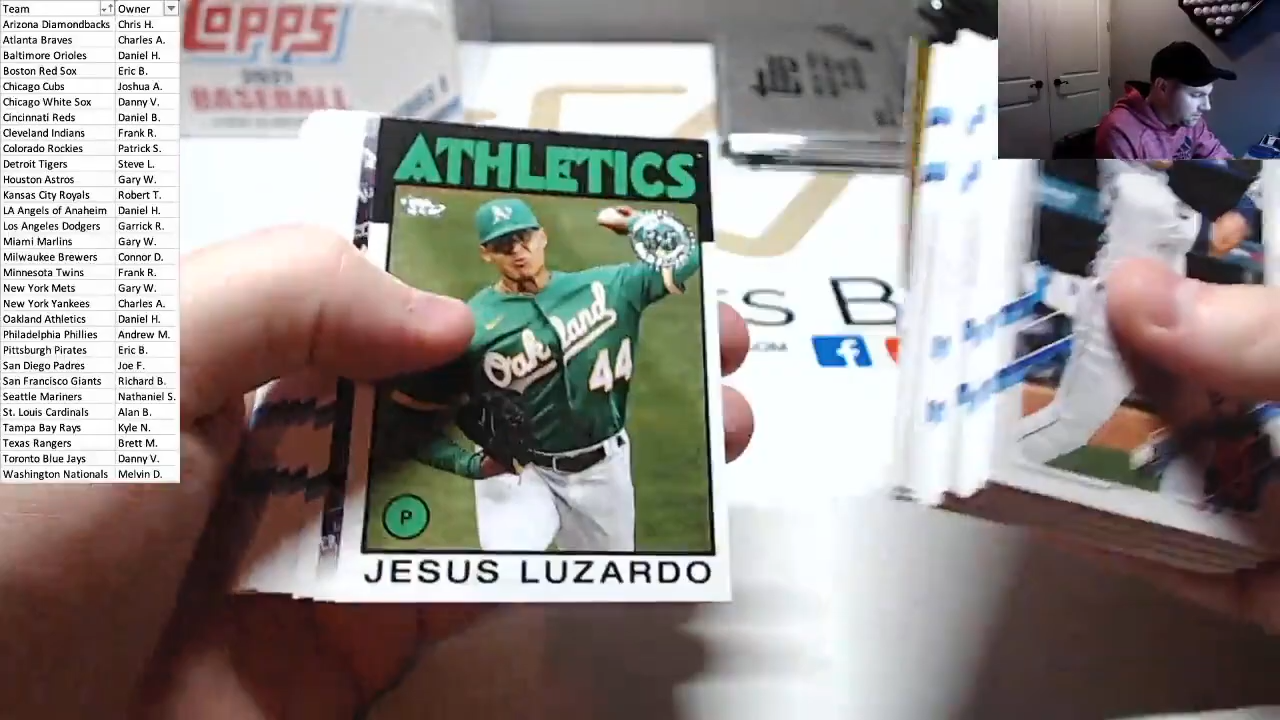 Team Owner
Arizona Diamondbacks Chris H.
Atlanta Braves Charles A.
Baltimore Orioles Daniel H.
Boston Red Sox Eric B.
Chicago Cubs Joshua A.
Chicago White Sox Danny V.
Cincinnati Reds Daniel B.
Cleveland Indians Frank R.
Colorado Rockies Patrick S.
Detroit Tigers Steve L.
Houston Astros Gary W.
Kansas City Royals Robert T.
LA Angels of Anaheim Daniel H.
Los Angeles Dodgers Garrick R.
Miami Marlins Gary W.
Milwaukee Brewers Connor D.
Minnesota Twins Frank R.
New York Mets Gary W.
New York Yankees Charles A.
Oakland Athletics Daniel H.
Philadelphia Phillies Andrew M.
Pittsburgh Pirates Eric B.
San Diego Padres Joe F.
San Francisco Giants Richard B.
Seattle Mariners Nathaniel S.
St. Louis Cardinals Alan B.
Tampa Bay Rays Kyle N.
Texas Rangers Brett M.
Toronto Blue Jays Danny V.
Washington Nationals Melvin D.
TOPPS
2021
BASEBALL
ATHLETICS
A's
Oakland
44
P
JESUS LUZARDO
f